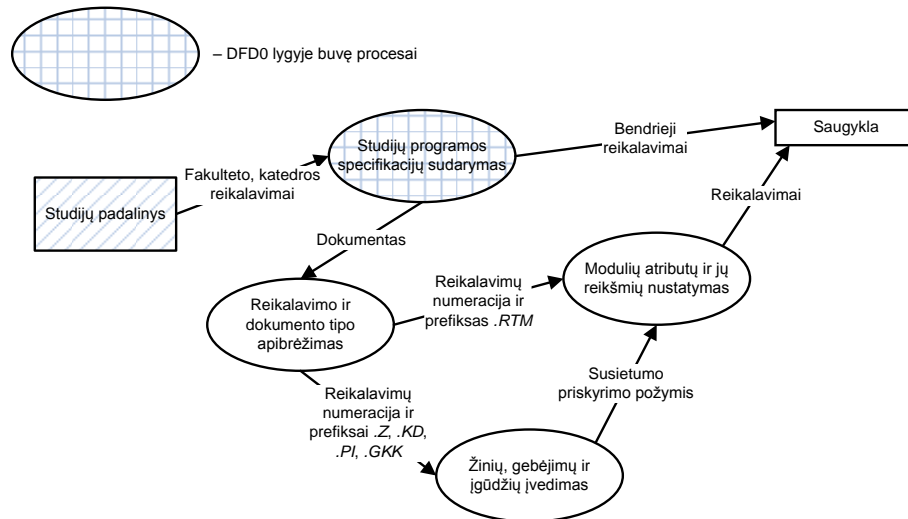 – DFD0 lygyje buvę procesai
Studijų programos
specifikacijų sudarymas
Bendrieji
reikalavimai
Saugykla
Fakulteto, katedros
reikalavimai
Studijų padalinys
Reikalavimai
Dokumentas
Modulių atributų ir jų
reikšmių nustatymas
Reikalavimų
numeracija ir
prefiksas .RTM
Reikalavimo ir
dokumento tipo
apibrėžimas
Susietumo
priskyrimo požymis
Reikalavimų
numeracija ir
prefiksai .Z, .KD,
.PI, .GKK
Žinių, gebėjimų ir
įgūdžių įvedimas